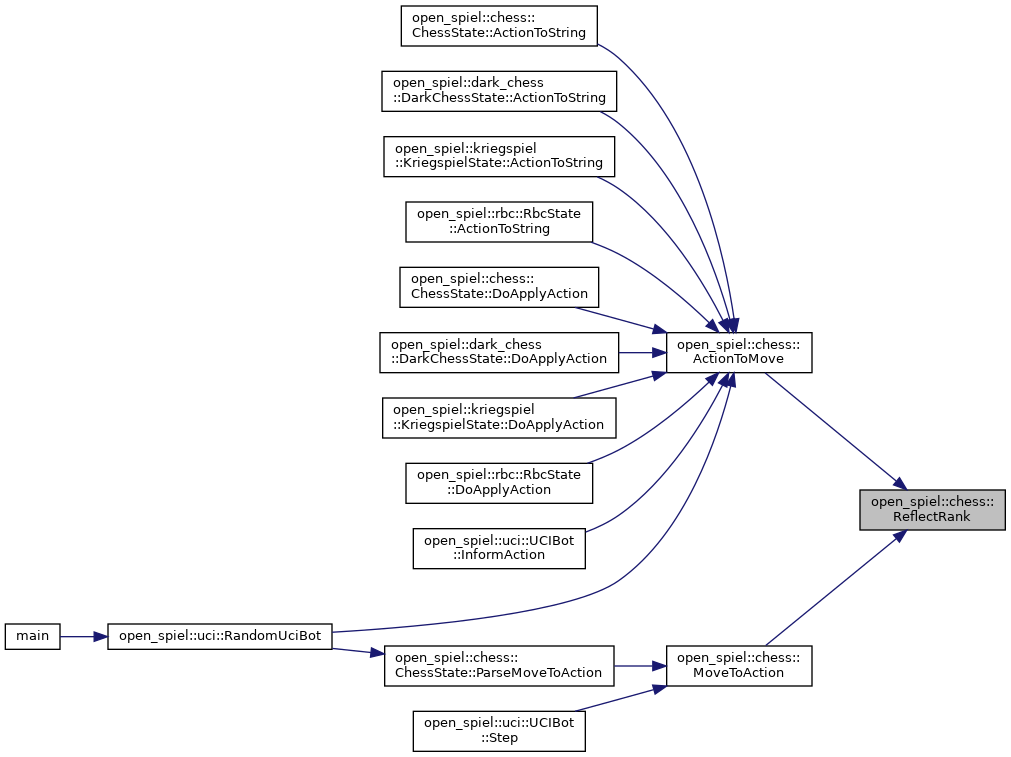 open_spiel::chess::
ChessState::ActionToString
open_spiel::dark_chess
::DarkChessState::ActionToString
open_spiel::kriegspiel
::KriegspielState::ActionToString
open_spiel::rbc::RbcState
::ActionToString
open_spiel::chess::
ChessState::DoApplyAction
open_spiel::dark_chess
::DarkChessState::DoApplyAction
open_spiel::kriegspiel
::KriegspielState::DoApplyAction
open_spiel::rbc::RbcState
::DoApplyAction
open_spiel::uci::UCIBot
::InformAction
open_spiel::chess::
ActionToMove
open_spiel::chess::
ReflectRank
main
open_spiel::uci::RandomUciBot
open_spiel::chess::
ChessState::ParseMoveToAction
open_spiel::chess::
MoveToAction
open_spiel::uci::UCIBot
::Step